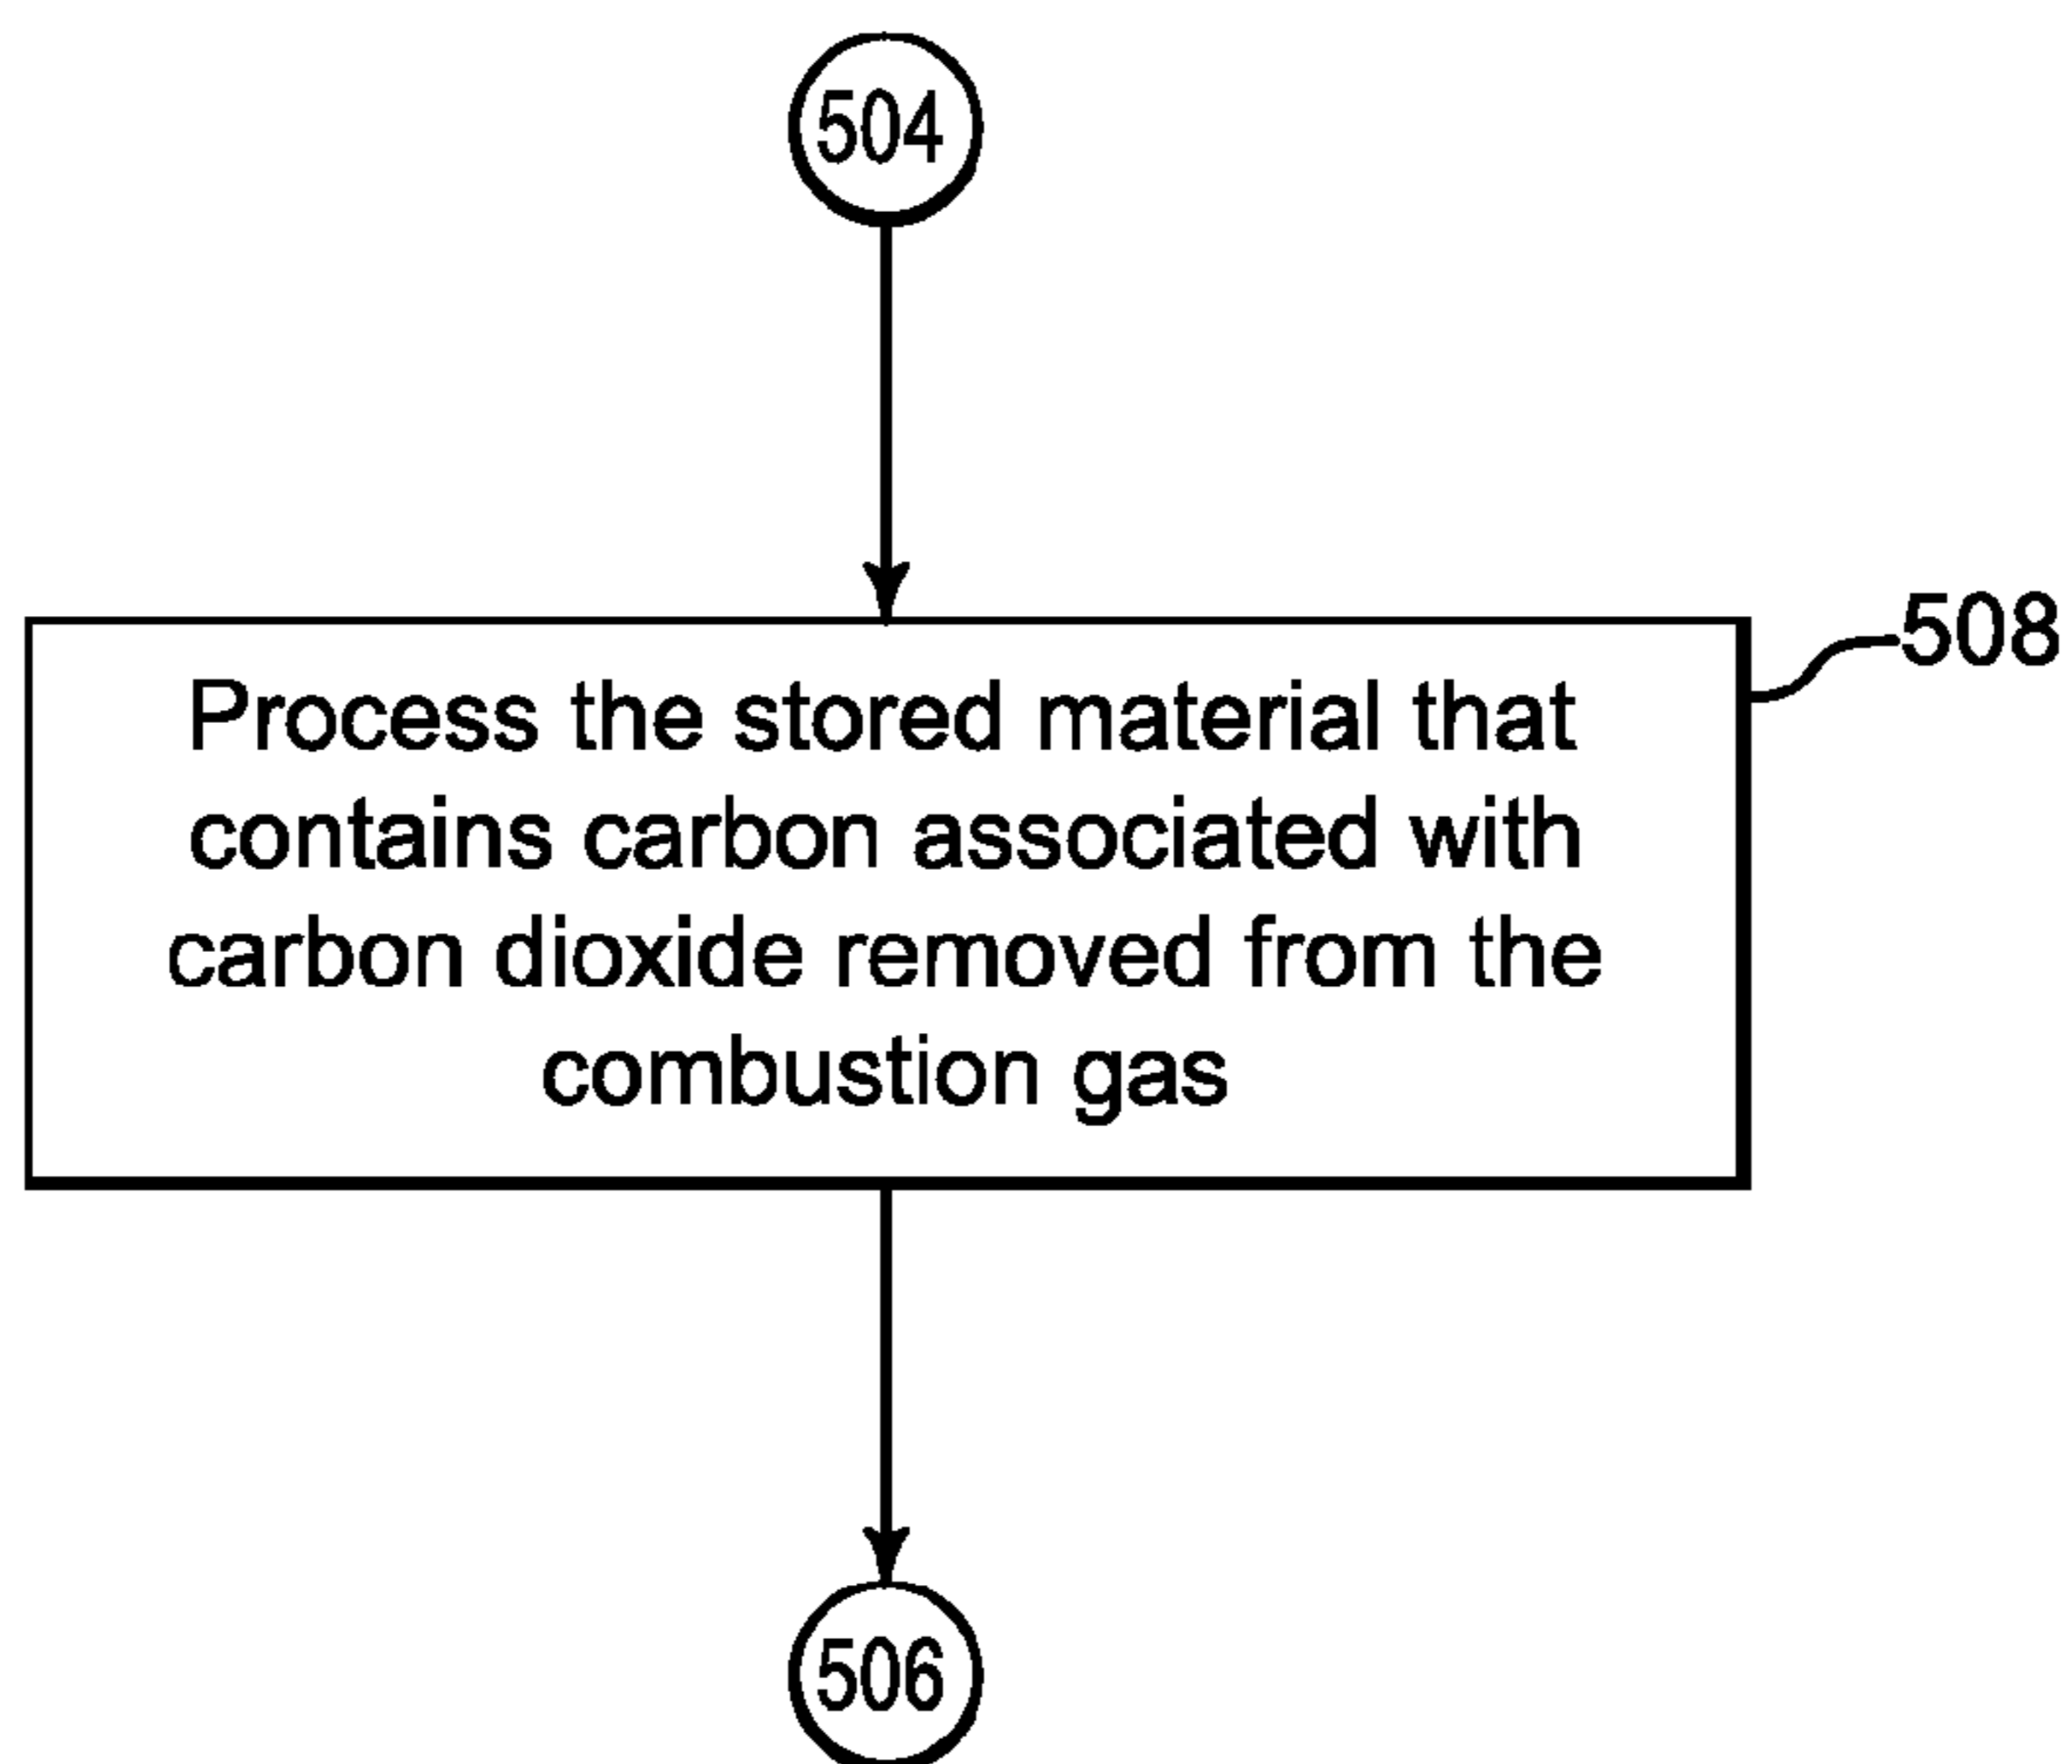 504
508
Process the stored material that
contains carbon associated with
carbon dioxide removed from the
combustion gas
506